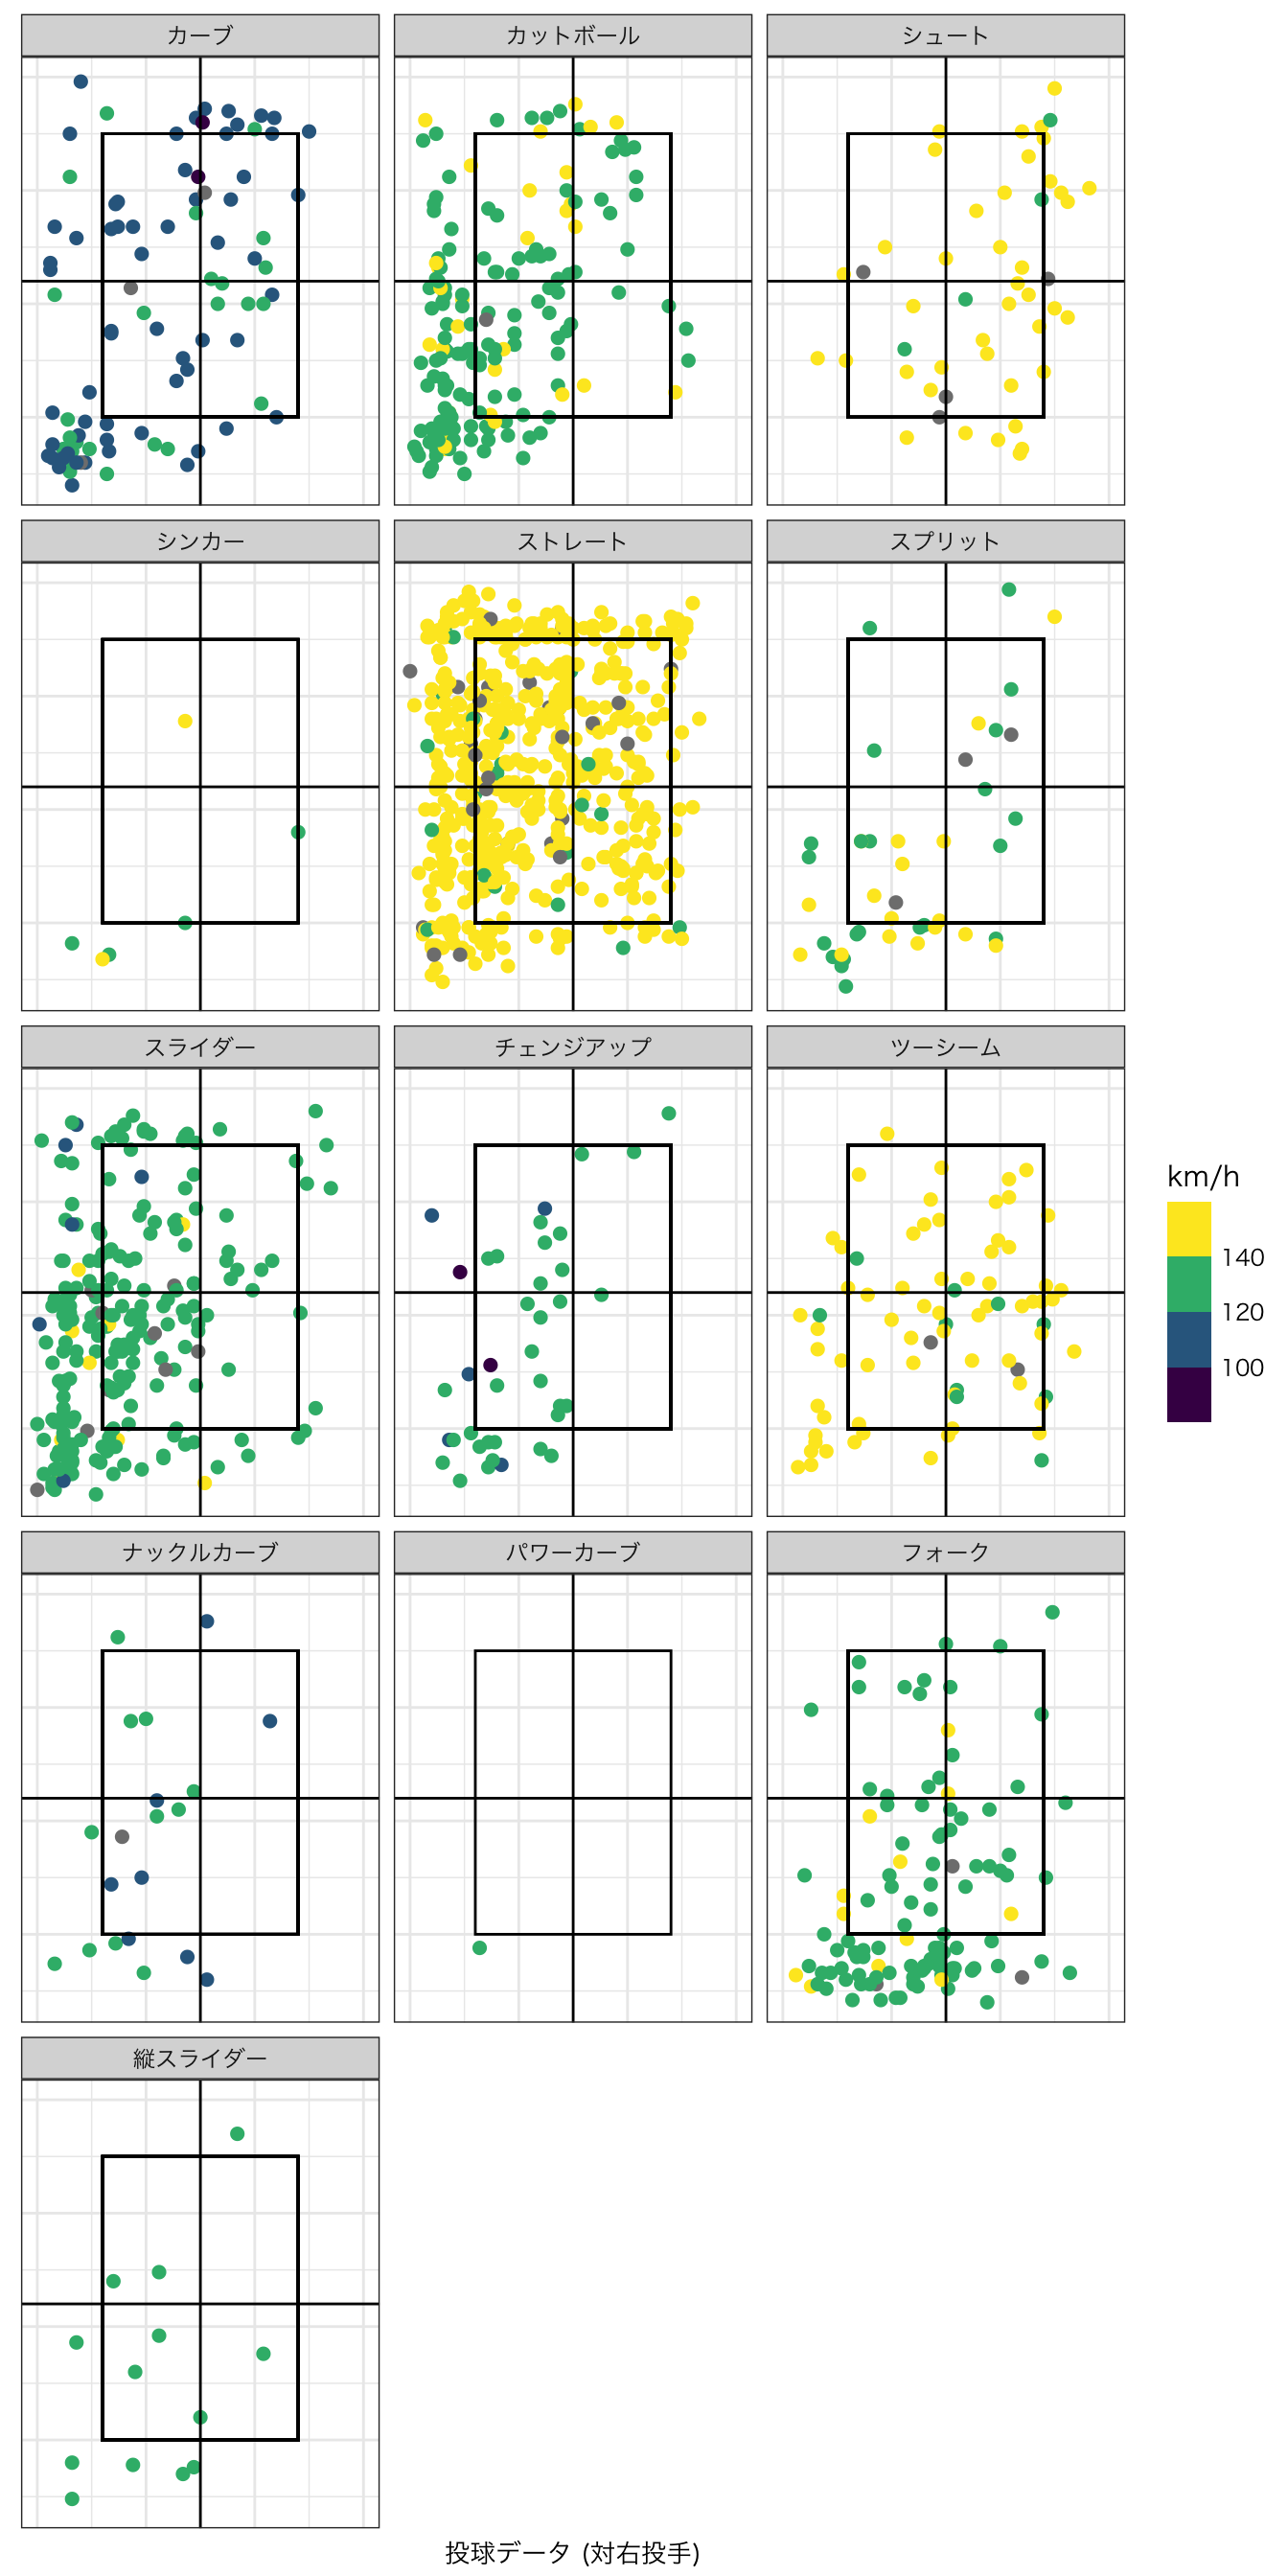 カーブ
カットボール
シュート
シンカー
ストレート
スプリット
スライダー
チェンジアップ
ツーシーム
km/h
140
120
100
ナックルカーブ
パワーカーブ
フォーク
縦スライダー
投球データ (対右投手)